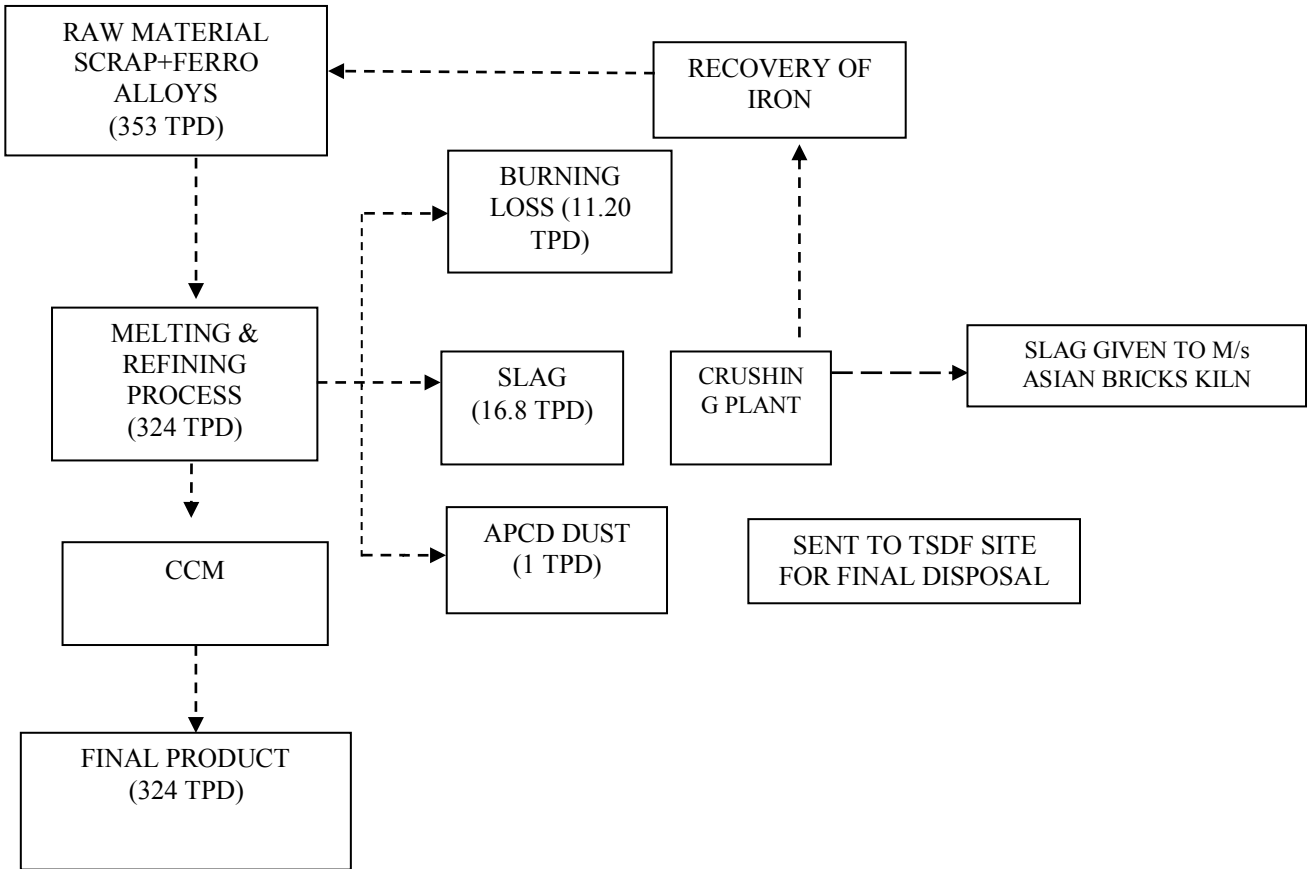 RAW MATERIAL
SCRAP+FERRO
ALLOYS
(353 TPD)
RECOVERY OF
IRON
BURNING
LOSS (11.20
TPD)
MELTING &
REFINING
PROCESS
(324 TPD)
SLAG
(16.8 TPD)
CRUSHIN
G PLANT
SLAG GIVEN TO M/s
ASIAN BRICKS KILN
CCM
APCD DUST
(1 TPD)
SENT TO TSDF SITE
FOR FINAL DISPOSAL
FINAL PRODUCT
(324 TPD)